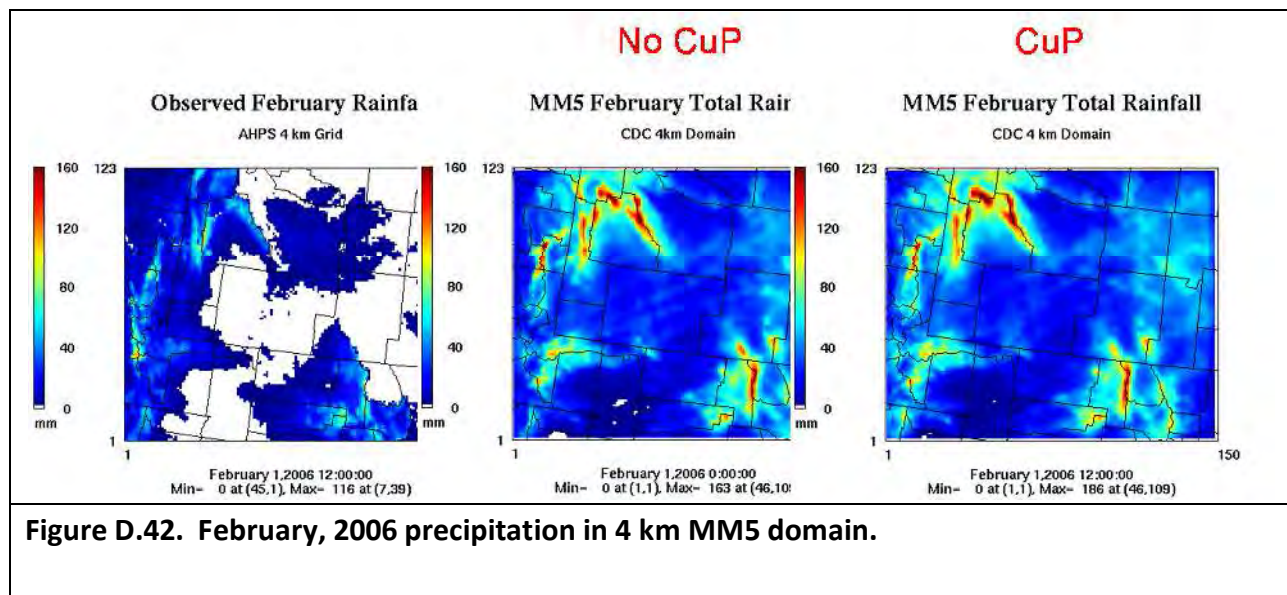 No CuP
CuP
Observed February Rainfa
AHPS 4 km Grid
MM5 February Total Rair
CDC 4km Domain
MM5 February Total Rainfall
CDC 4 km Domain
160
120
80
40
0
mm
123
1
1
160
120
80
40
0
mm
123
1
1
160
120
80
40
0
mm
123
1
1
150
February 1,2006 12:00:00
Min= 0 at (45,1), Max= 116 at (7,39)
February 1,2006 0:00:00
Min= 0 at (1,1), Max= 163 at (46,10
February 1,2006 12:00:00
Min= 0 at (1,1), Max= 186 at (46,109)
Figure D.42. February, 2006 precipitation in 4 km MM5 domain.